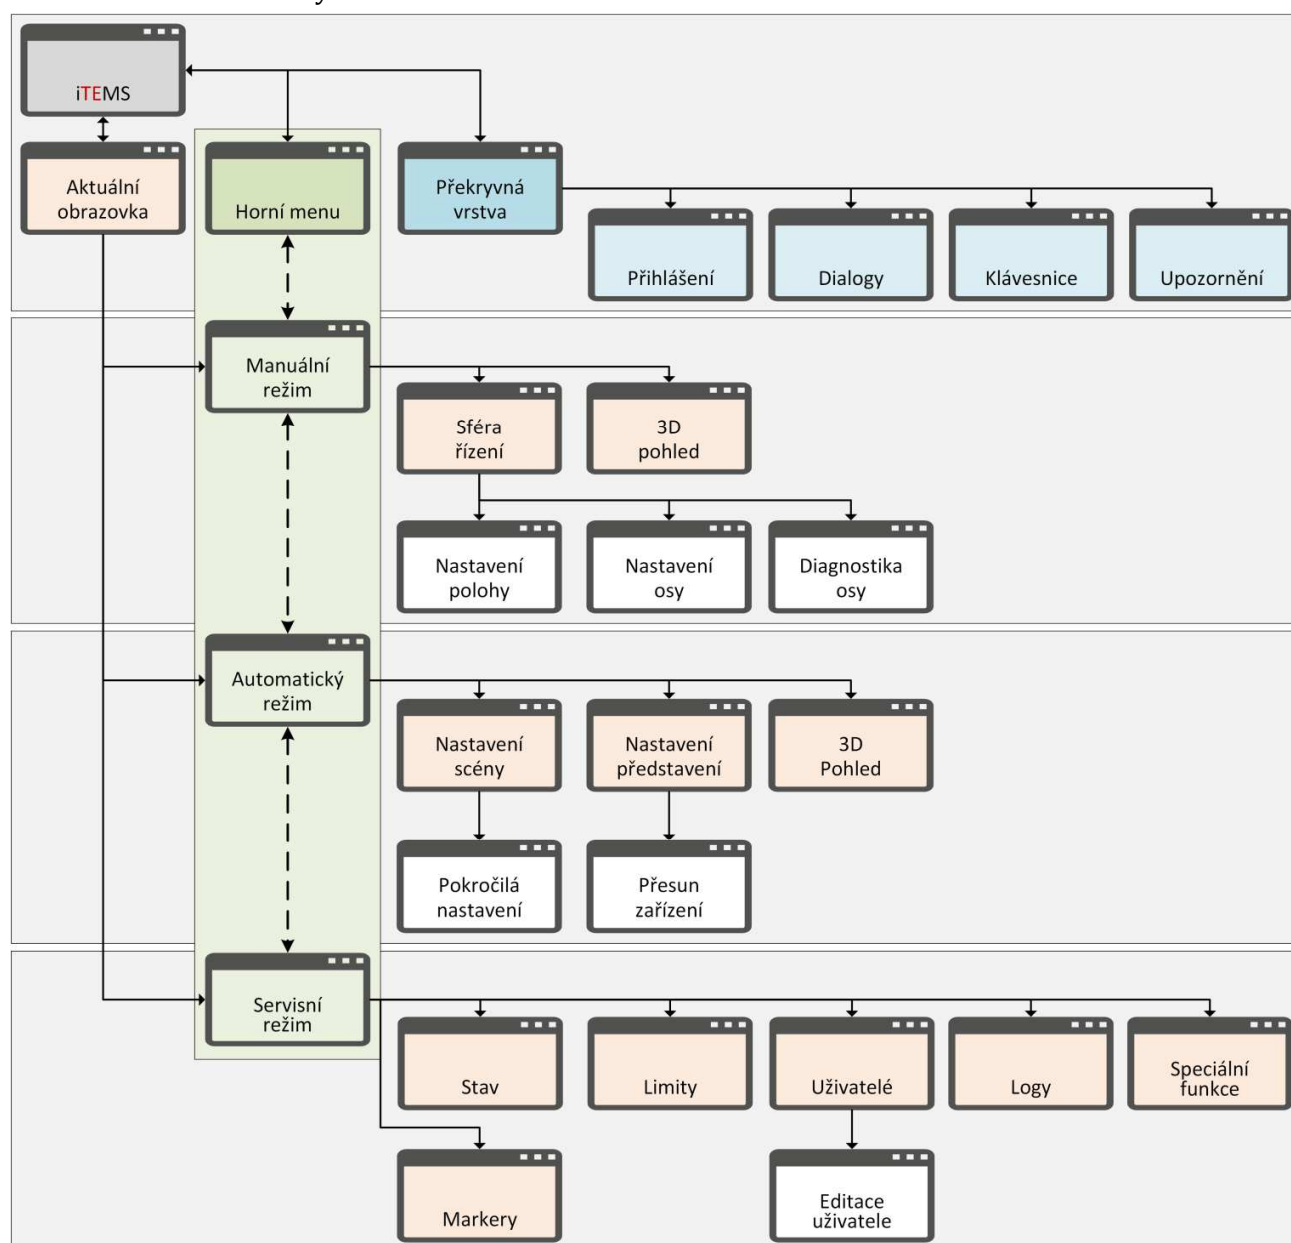 iTEMS
Aktuální
obrazovka
Horní menu
Překryvná
vrstva
Přihlášení
Dialogy
Klávesnice
Upozornění
Manuální
režim
Sféra
řízení
3D
pohled
Nastavení
polohy
Nastavení
osy
Diagnostika
osy
Automatický
režim
Nastavení
scény
Nastavení
představení
3D
Pohled
Pokročilá
nastavení
Přesun
zařízení
Servisní
režim
Stav
Limity
Uživatelé
Logy
Speciální
funkce
Markery
Editace
uživatele